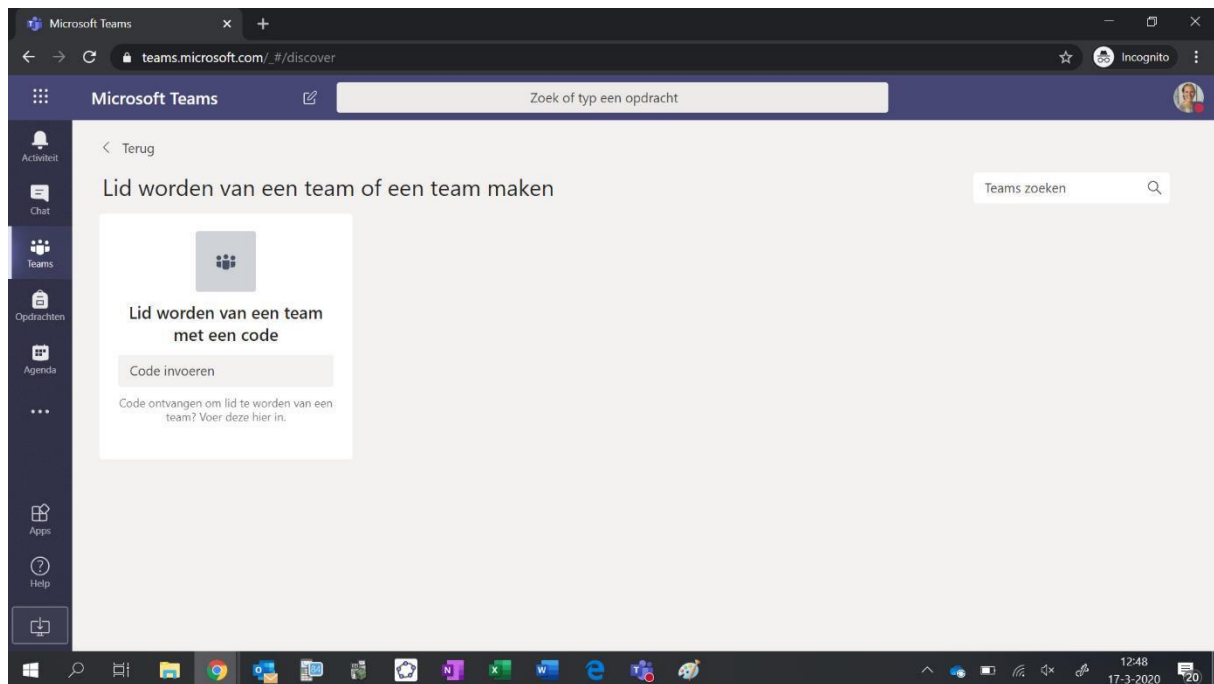 Microsoft Teams
teams.microsoft.com/_#/discover
Incognito
Microsoft Teams
Zoek of typ een opdracht
Activiteit
Chat
Teams
Opdrachten
Agenda
Apps
Help
Terug
Lid worden van een team of een team maken
Teams zoeken
Lid worden van een team
met een code
Code invoeren
Code ontvangen om lid te worden van een
team? Voer deze hier in.
12:48
17-3-2020
20